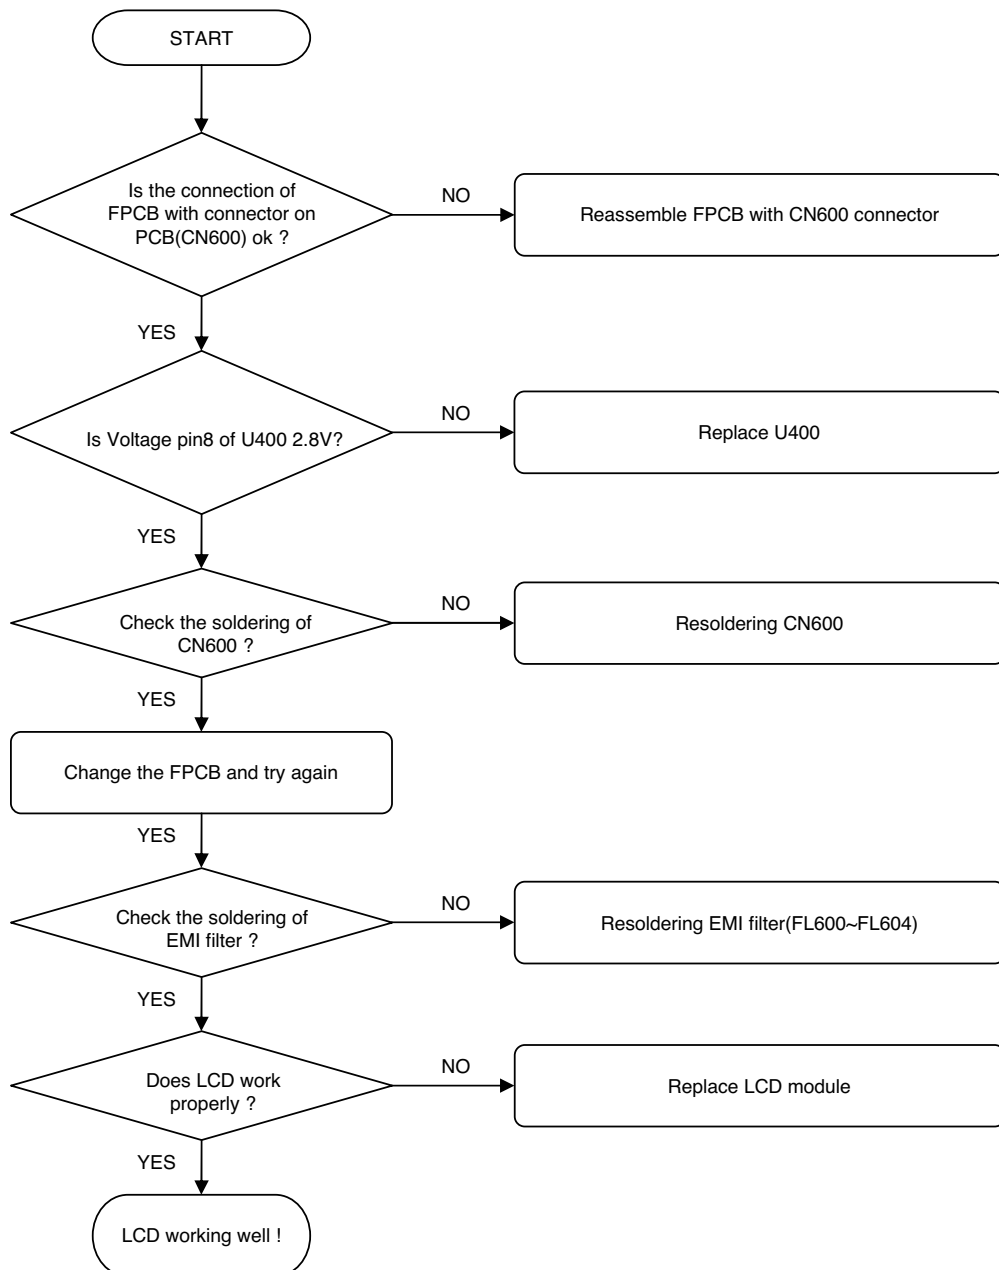 START
Is the connection of
FPCB with connector on
PCB(CN600) ok ?
NO
Reassemble FPCB with CN600 connector
YES
Is Voltage pin8 of U400 2.8V?
NO
Replace U400
YES
Check the soldering of
CN600 ?
NO
Resoldering CN600
YES
Change the FPCB and try again
YES
Check the soldering of
EMI filter ?
NO
Resoldering EMI filter(FL600~FL604)
YES
Does LCD work
properly ?
NO
Replace LCD module
YES
LCD working well !